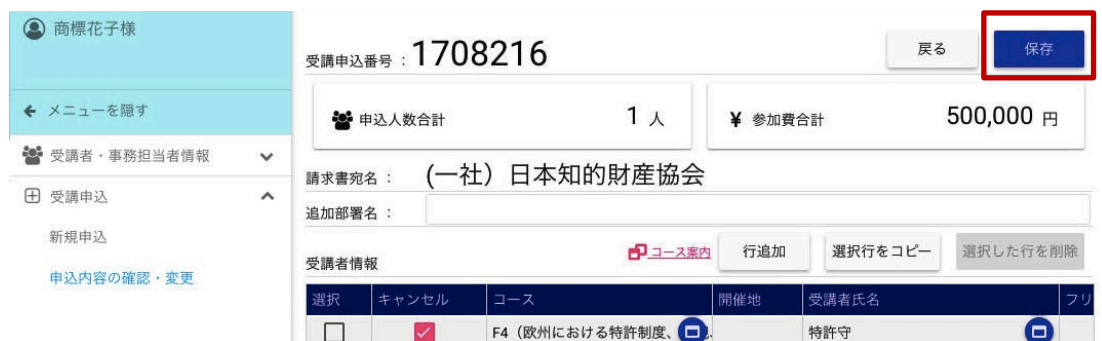 商標花子様
メニューを隠す
受講者・事務担当者情報
受講申込
新規申込
申込内容の確認・変更
受講申込番号 : 1708216
戻る
保存
申込人数合計 1 人
¥ 参加費合計 500,000 円
請求書宛名 : (一社）日本知的財産協会
追加部署名 :
受講者情報
コース案内
行追加
選択行をコピー
選択した行を削除
選択 キャンセル コース 開催地 受講者氏名 フリ
F4（欧州における特許制度、 特許守